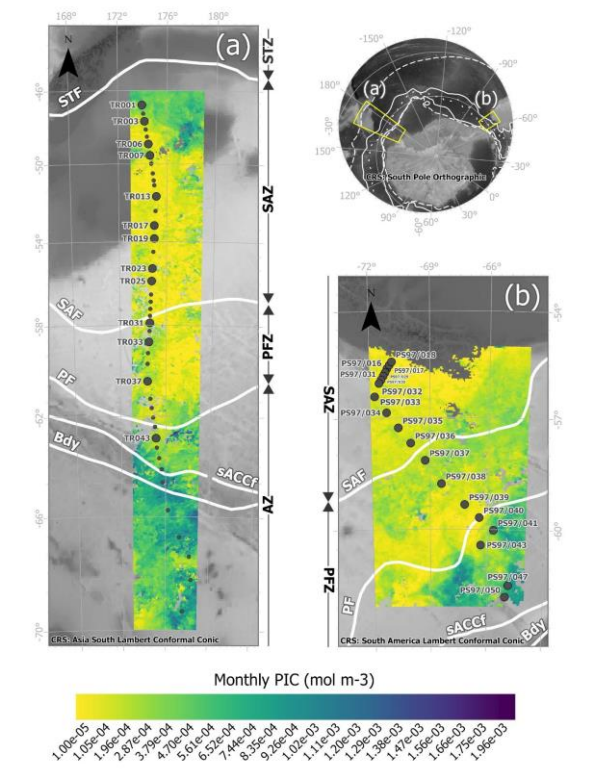 168° 172° 176° 180°
(a)
N
STZ
STF
-46°
TR001
TR003
TR006
TR007
-50°
TR013
SAZ
TR017
TR019
-54°
TR023
TR025
SAF
-58°
TR031
TR033
PFZ
PF
TR037
-62°
TR043
Bdy
sACCf
AZ
-66°
-70°
CRS: Asia South Lambert Conformal Conic
-150° -120°
-90°
180° (a) (b)
-60°
-30°
150° -30°
CRS: South Pole Orthographic
120° 0°
90° -60° 30°
-72° -69° -66°
(b)
N
-54°
PS97/016 PS97/018
PS97/031 PS97/017
PS97/032
PS97/033
PS97/034
SAZ
-57°
PS97/035
PS97/036
PS97/037
SAF
PS97/038
PS97/039
PS97/040
PS97/041
-60°
PS97/043
PFZ
PF
PS97/047
PS97/050
sACCf
Bdy
CRS: South America Lambert Conformal Conic
Monthly PIC (mol m-3)
1.00e-05 1.05e-04 1.96e-04 2.87e-04 3.79e-04 4.70e-04 5.61e-04 6.52e-04 7.44e-04 8.35e-04 9.26e-04 1.02e-03 1.11e-03 1.20e-03 1.29e-03 1.38e-03 1.47e-03 1.56e-03 1.66e-03 1.75e-03 1.96e-03